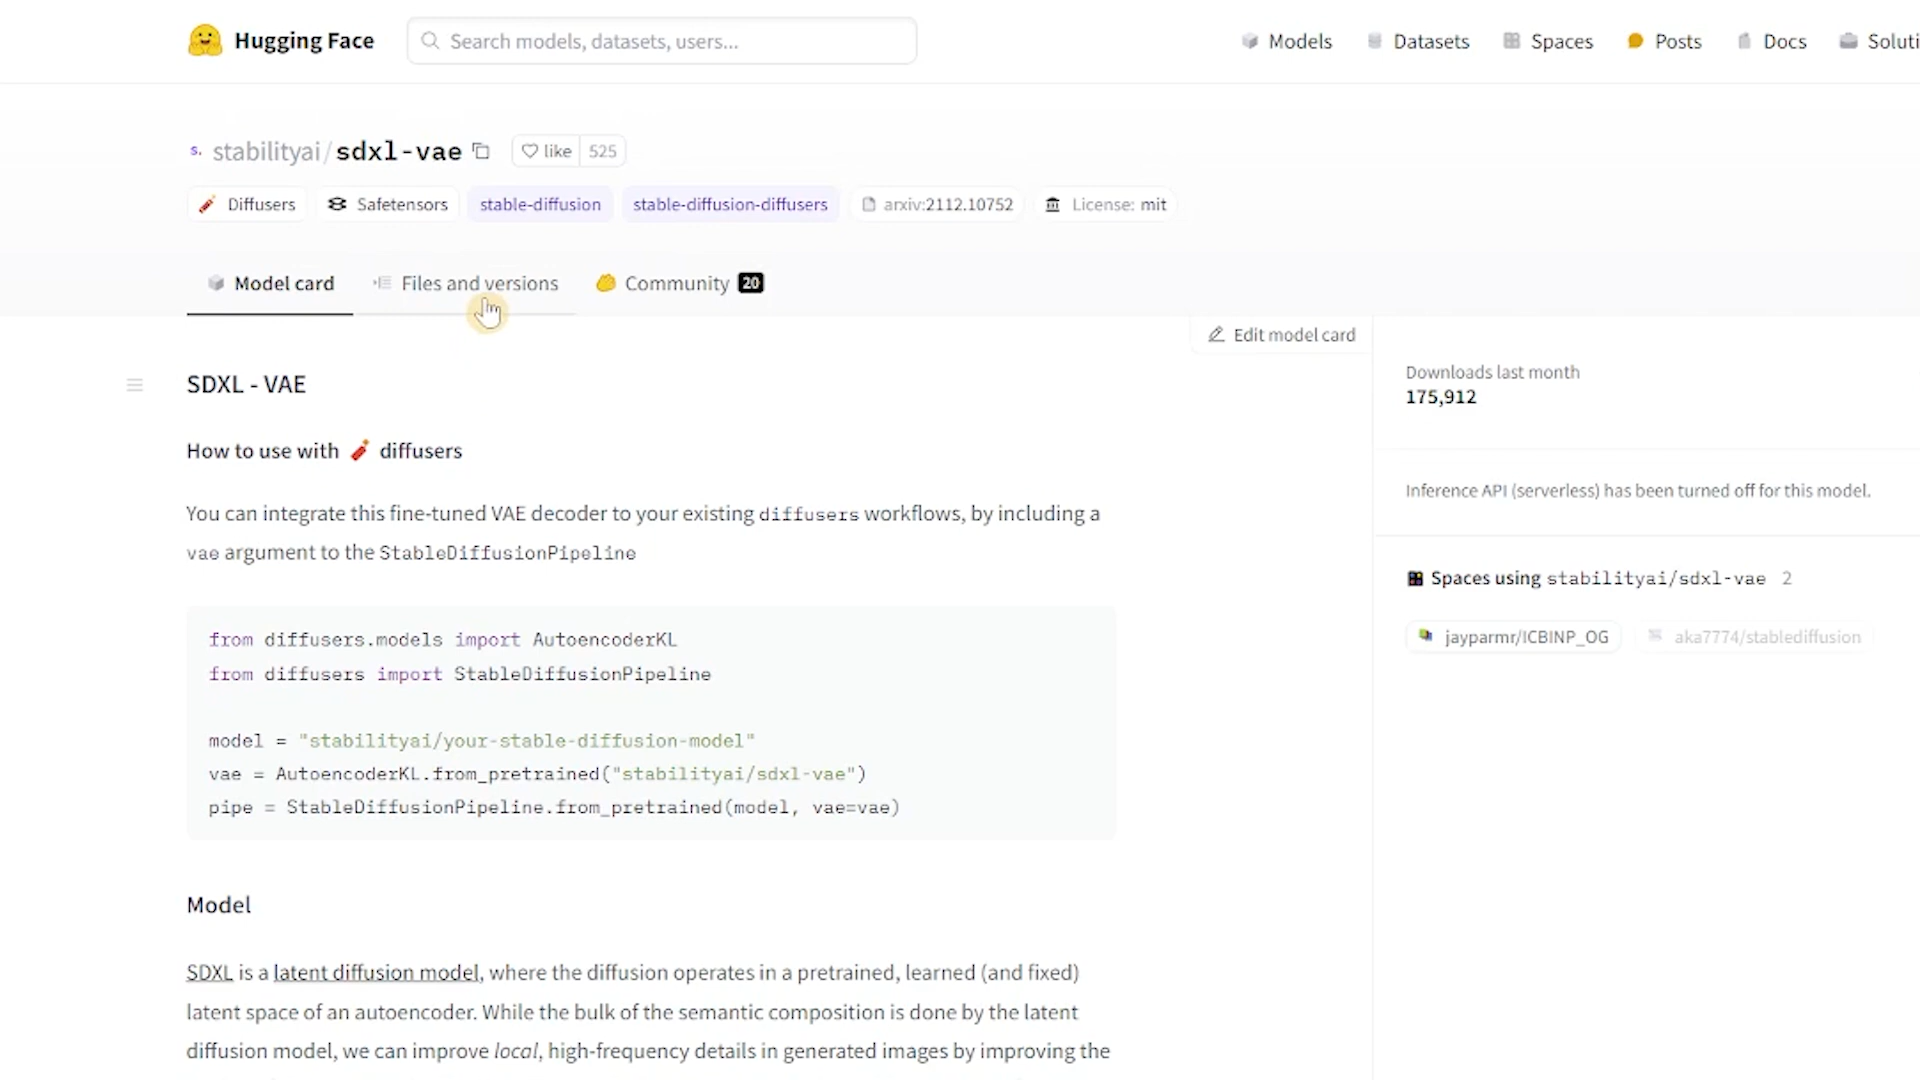 Hugging Face
Search models, datasets, users...
Models
Datasets
Spaces
Posts
Docs
Soluti
s. stabilityai/sdxl-vae
like 525
Diffusers
Safetensors
stable-diffusion
stable-diffusion-diffusers
arxiv:2112.10752
License: mit
Model card
Files and versions
Community 20
Edit model card
SDXL - VAE
How to use with diffusers
You can integrate this fine-tuned VAE decoder to your existing diffusers workflows, by including a
vae argument to the StableDiffusionPipeline
from diffusers.models import AutoencoderKL
from diffusers import StableDiffusionPipeline
model = "stabilityai/your-stable-diffusion-model"
vae = AutoencoderKL.from_pretrained("stabilityai/sdxl-vae")
pipe = StableDiffusionPipeline.from_pretrained(model, vae=vae)
Model
SDXL is a latent diffusion model, where the diffusion operates in a pretrained, learned (and fixed)
latent space of an autoencoder. While the bulk of the semantic composition is done by the latent
diffusion model, we can improve local, high-frequency details in generated images by improving the
Downloads last month
175,912
Inference API (serverless) has been turned off for this model.
Spaces using stabilityai/sdxl-vae 2
jayparmr/ICBINP_OG
aka7774/stablediffusion